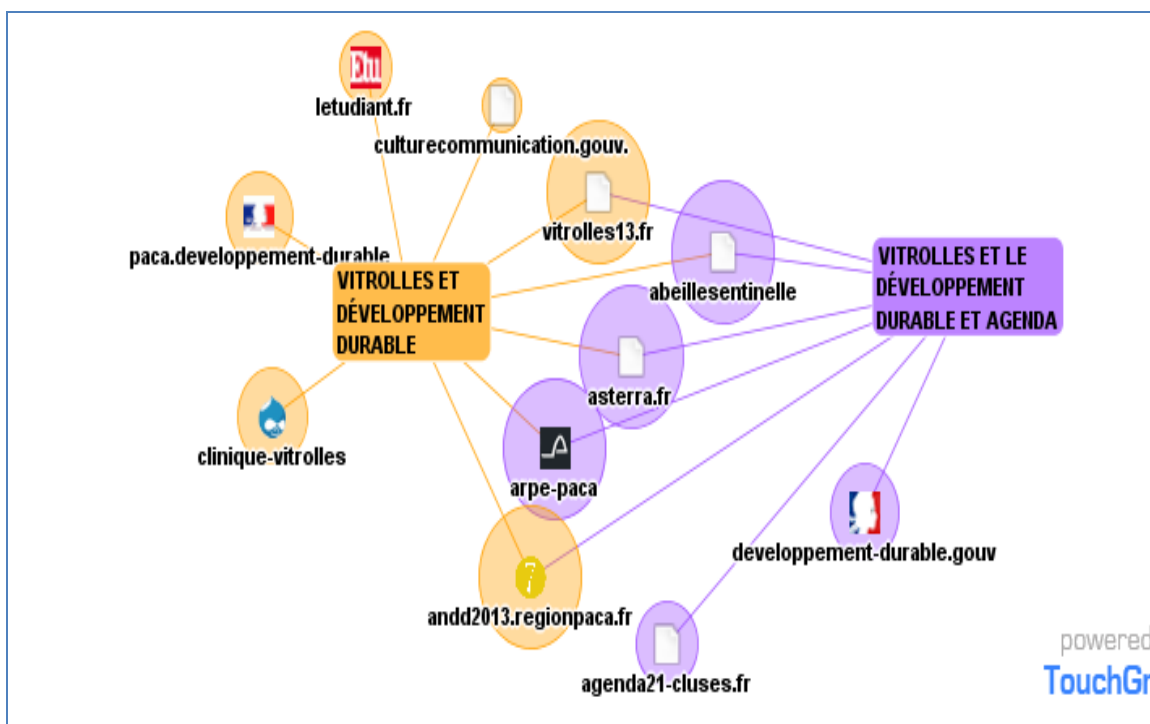 Etu
letudiant.fr
culturecommunication.gouv.
vitrolles13.fr
paca.developpement-durable
abeillesentinelle
VITROLLES ET
DÉVELOPPEMENT
DURABLE
VITROLLES ET LE
DÉVELOPPEMENT
DURABLE ET AGENDA
asterra.fr
clinique-vitrolles
arpe-paca
developpement-durable.gouv
andd2013.regionpaca.fr
agenda21-cluses.fr
powered
TouchGr